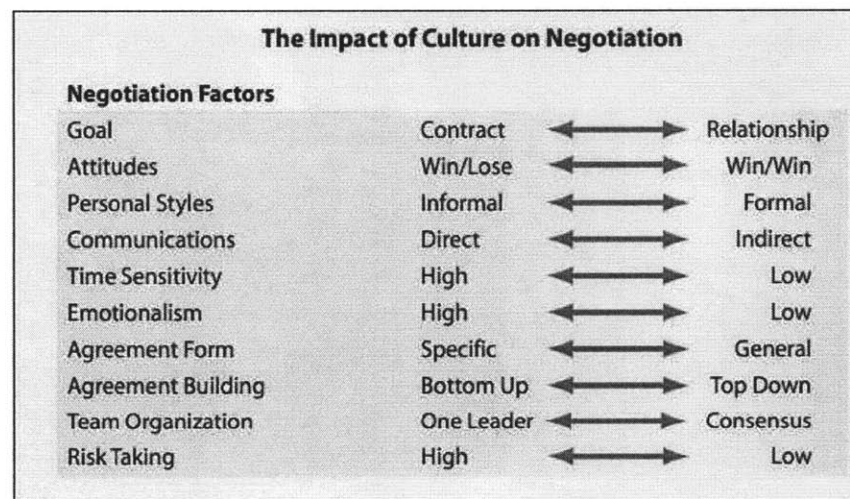 The Impact of Culture on Negotiation
Negotiation Factors
Goal Contract Relationship
Attitudes Win/Lose Win/Win
Personal Styles Informal Formal
Communications Direct Indirect
Time Sensitivity High Low
Emotionalism High Low
Agreement Form Specific General
Agreement Building Bottom Up Top Down
Team Organization One Leader Consensus
Risk Taking High Low